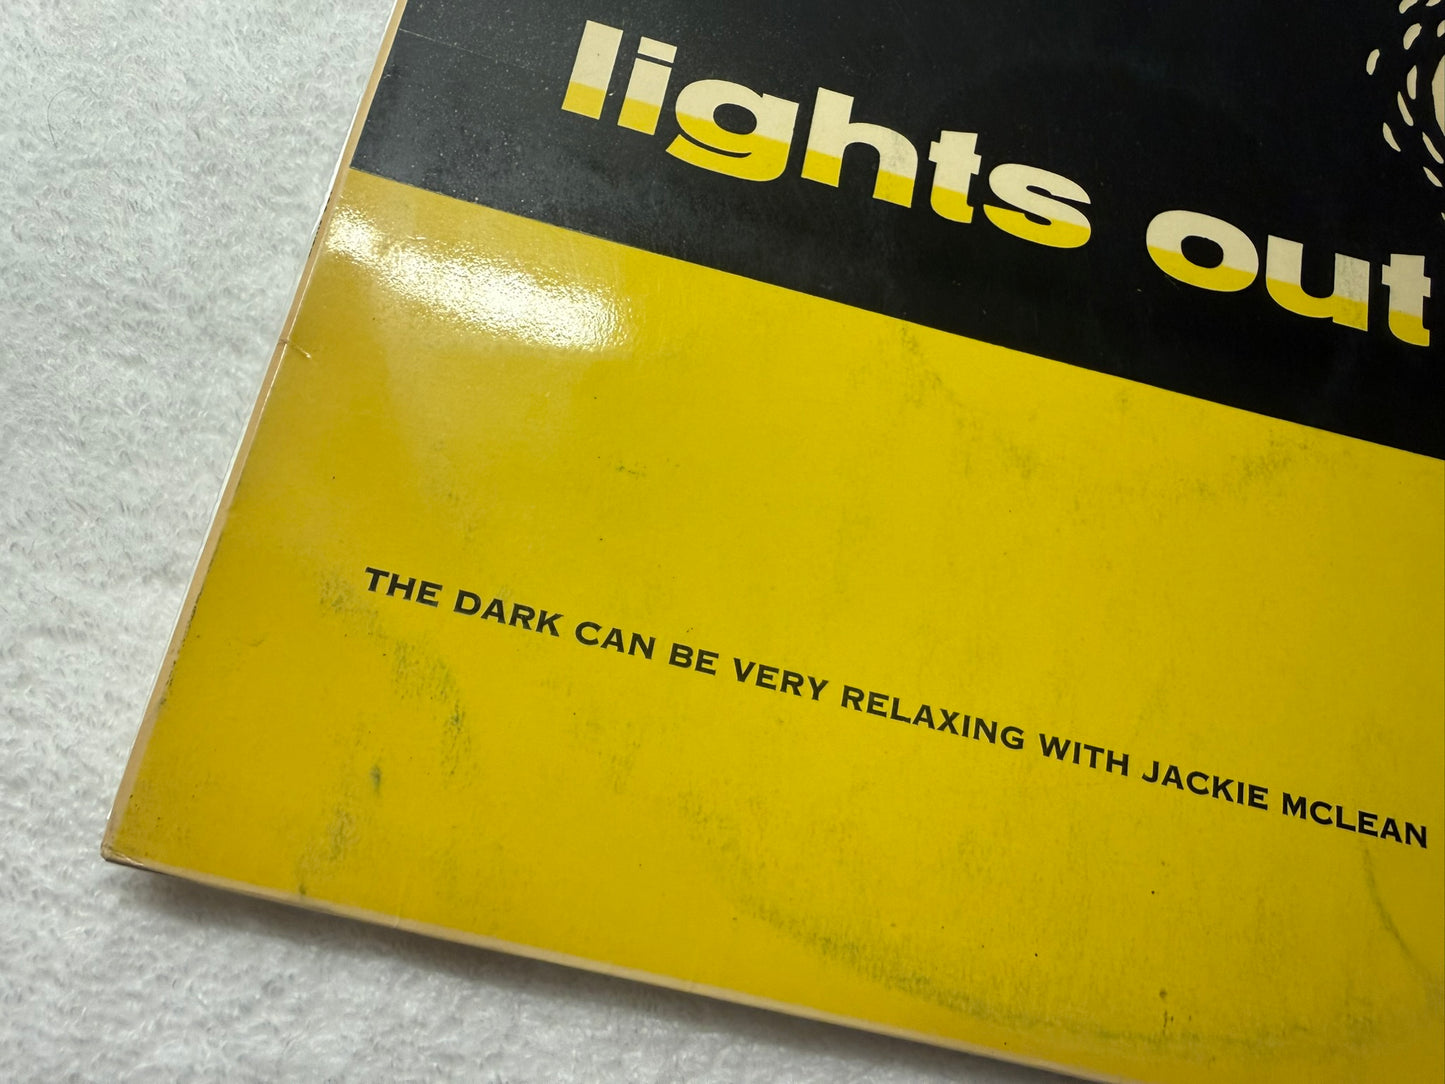 lights out
THE DARK CAN BE VERY RELAXING WITH JACKIE MCLEAN